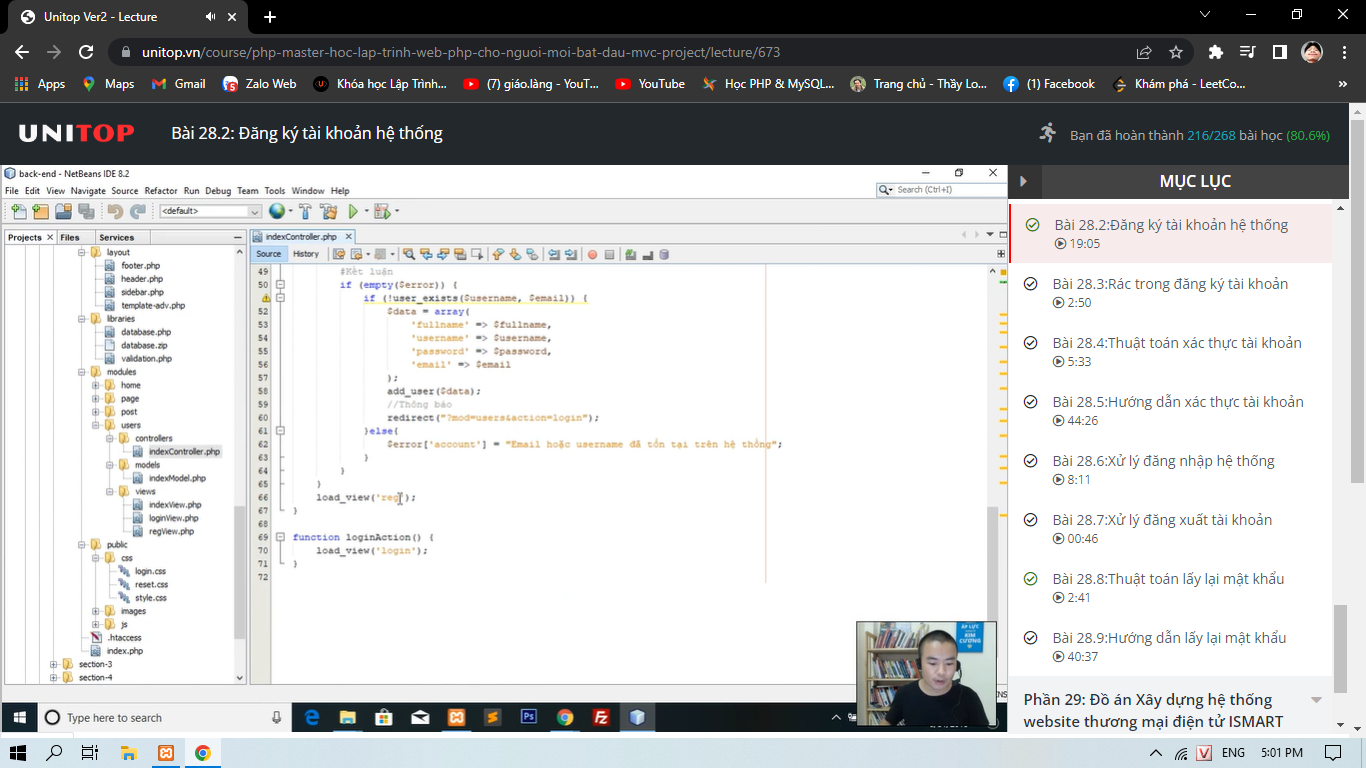 Unitop Ver2 - Lecture
unitop.vn/course/php-master-hoc-lap-trinh-web-php-cho-nguoi-moi-bat-dau-mvc-project/lecture/673
Apps Maps Gmail Zalo Web Khóa học Lập Trình... (7) giáo.làng - YouT... YouTube Học PHP & MySQL... Trang chủ - Thầy Lo... (1) Facebook Khám phá - LeetCo... »
UNITOP Bài 28.2: Đăng ký tài khoản hệ thống Bạn đã hoàn thành 216/268 bài học (80.6%)
back-end - NetBeans IDE 8.2
File Edit View Navigate Source Refactor Run Debug Team Tools Window Help
Search (Ctrl+I)
<default>
Projects Files Services
indexController.php
Source History
layout
footer.php
header.php
sidebar.php
template-adv.php
libraries
database.php
database.zip
validation.php
modules
home
page
post
users
controllers
indexController.php
models
indexModel.php
views
indexView.php
loginView.php
regView.php
public
css
login.css
reset.css
style.css
images
js
.htaccess
index.php
section-3
section-4
49 #Kết luận
50 if (empty($error)) {
if (!user_exists($username, $email)) {
52 $data = array(
53 'fullname' => $fullname,
54 'username' => $username,
55 'password' => $password,
56 'email' => $email
57 );
58 add_user($data);
59 //Thông báo
60 redirect("?mod=users&action=login");
61 }else{
62 $error['account'] = "Email hoặc username đã tồn tại trên hệ thống";
63 }
64 }
65 }
66 load_view('reg');
67 }
68
69 function loginAction() {
70 load_view('login');
71 }
72
ÁP LỰC
KIM CƯƠNG
INS
Type here to search
Ps
Fz
MỤC LỤC
Bài 28.2:Đăng ký tài khoản hệ thống
19:05
Bài 28.3:Rác trong đăng ký tài khoản
2:50
Bài 28.4:Thuật toán xác thực tài khoản
5:33
Bài 28.5:Hướng dẫn xác thực tài khoản
44:26
Bài 28.6:Xử lý đăng nhập hệ thống
8:11
Bài 28.7:Xử lý đăng xuất tài khoản
00:46
Bài 28.8:Thuật toán lấy lại mật khẩu
2:41
Bài 28.9:Hướng dẫn lấy lại mật khẩu
40:37
Phần 29: Đồ án Xây dựng hệ thống
website thương mại điện tử ISMART
ENG 5:01 PM